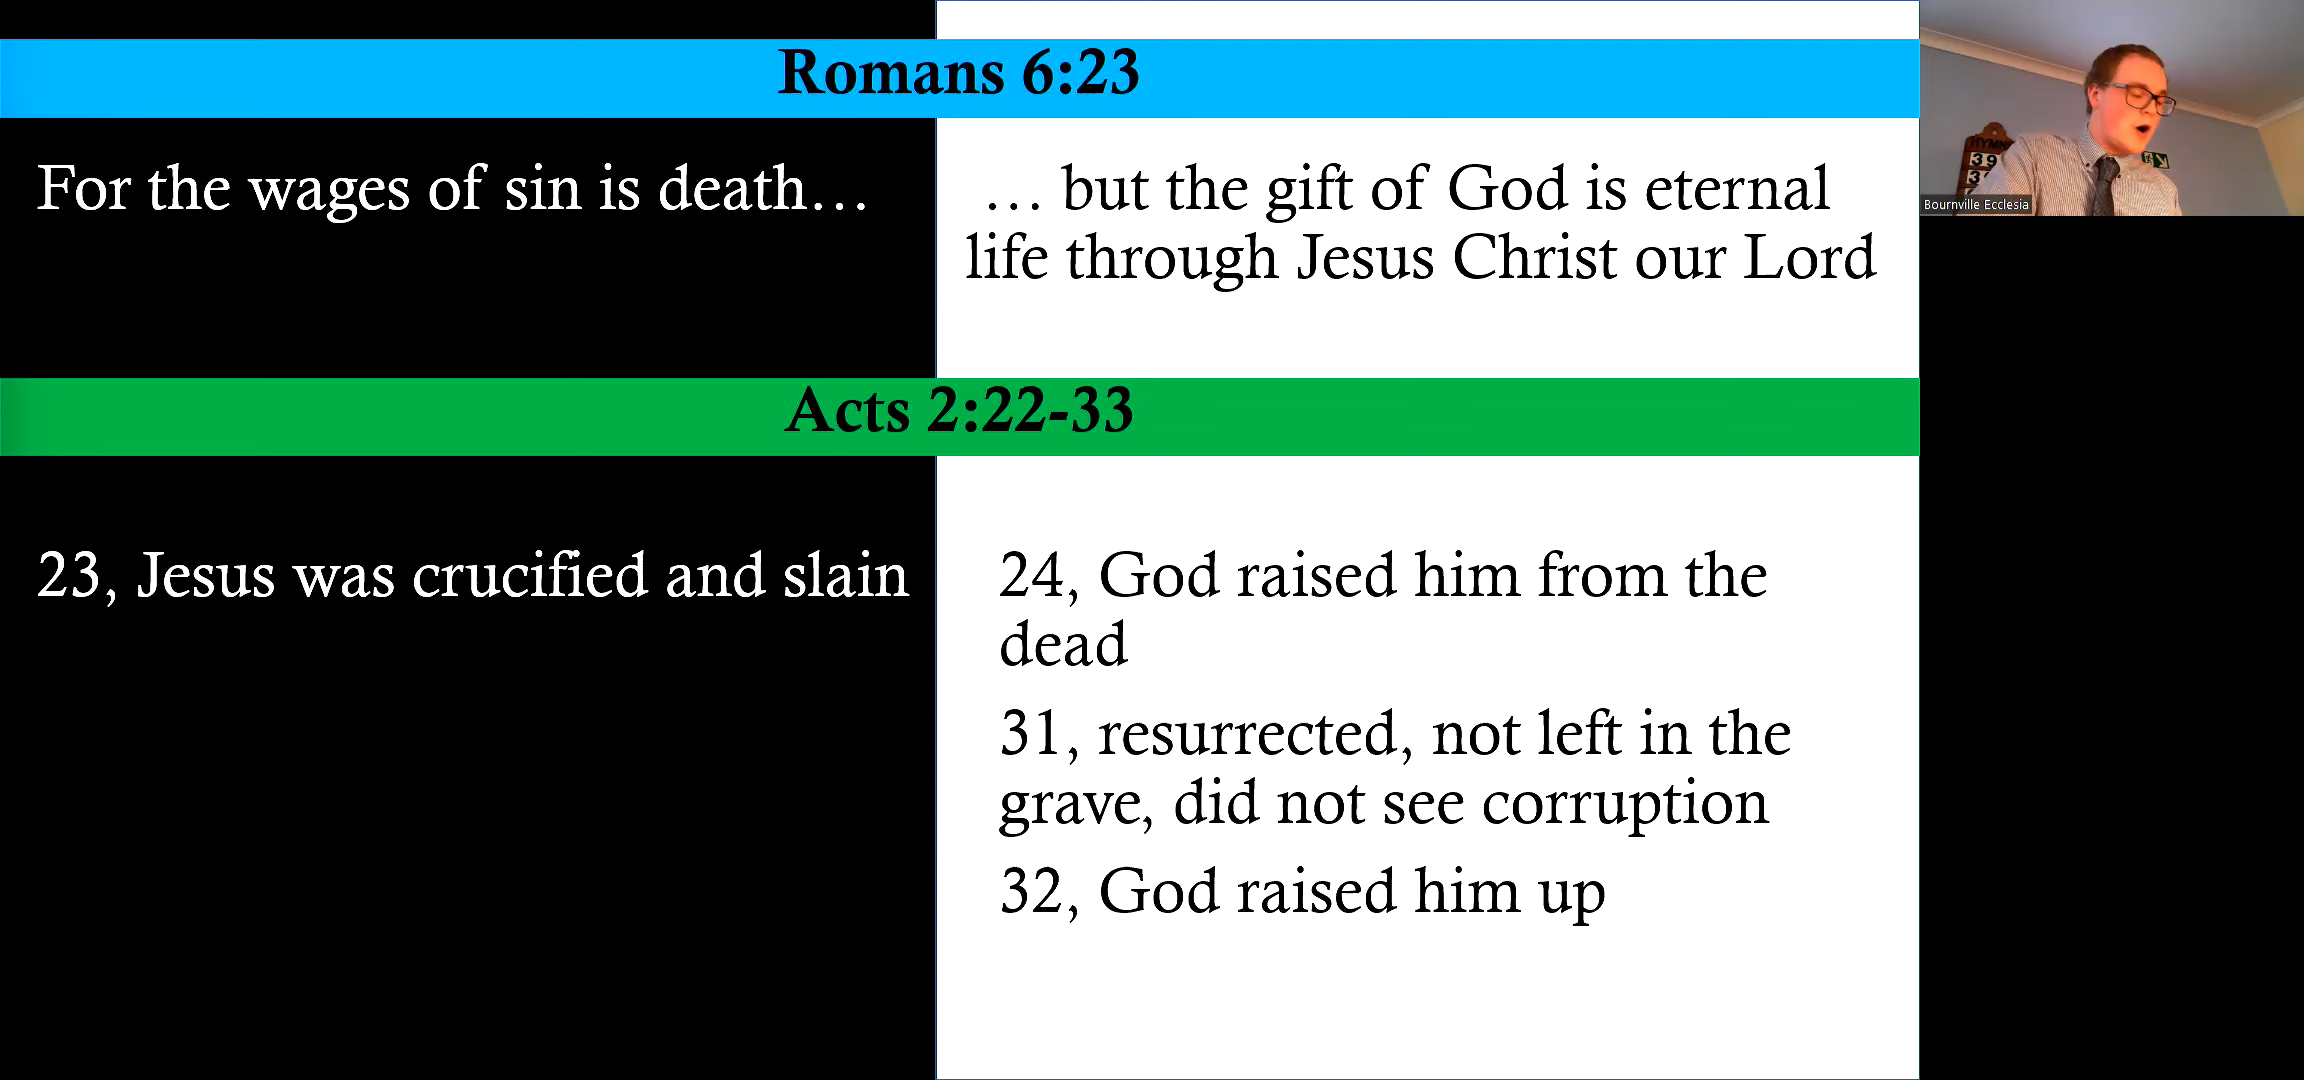 Romans 6:23
For the wages of sin is death…
… but the gift of God is eternal
life through Jesus Christ our Lord
Acts 2:22-33
23, Jesus was crucified and slain
24, God raised him from the
dead
31, resurrected, not left in the
grave, did not see corruption
32, God raised him up
HYMN
39
3
Bournville Ecclesia